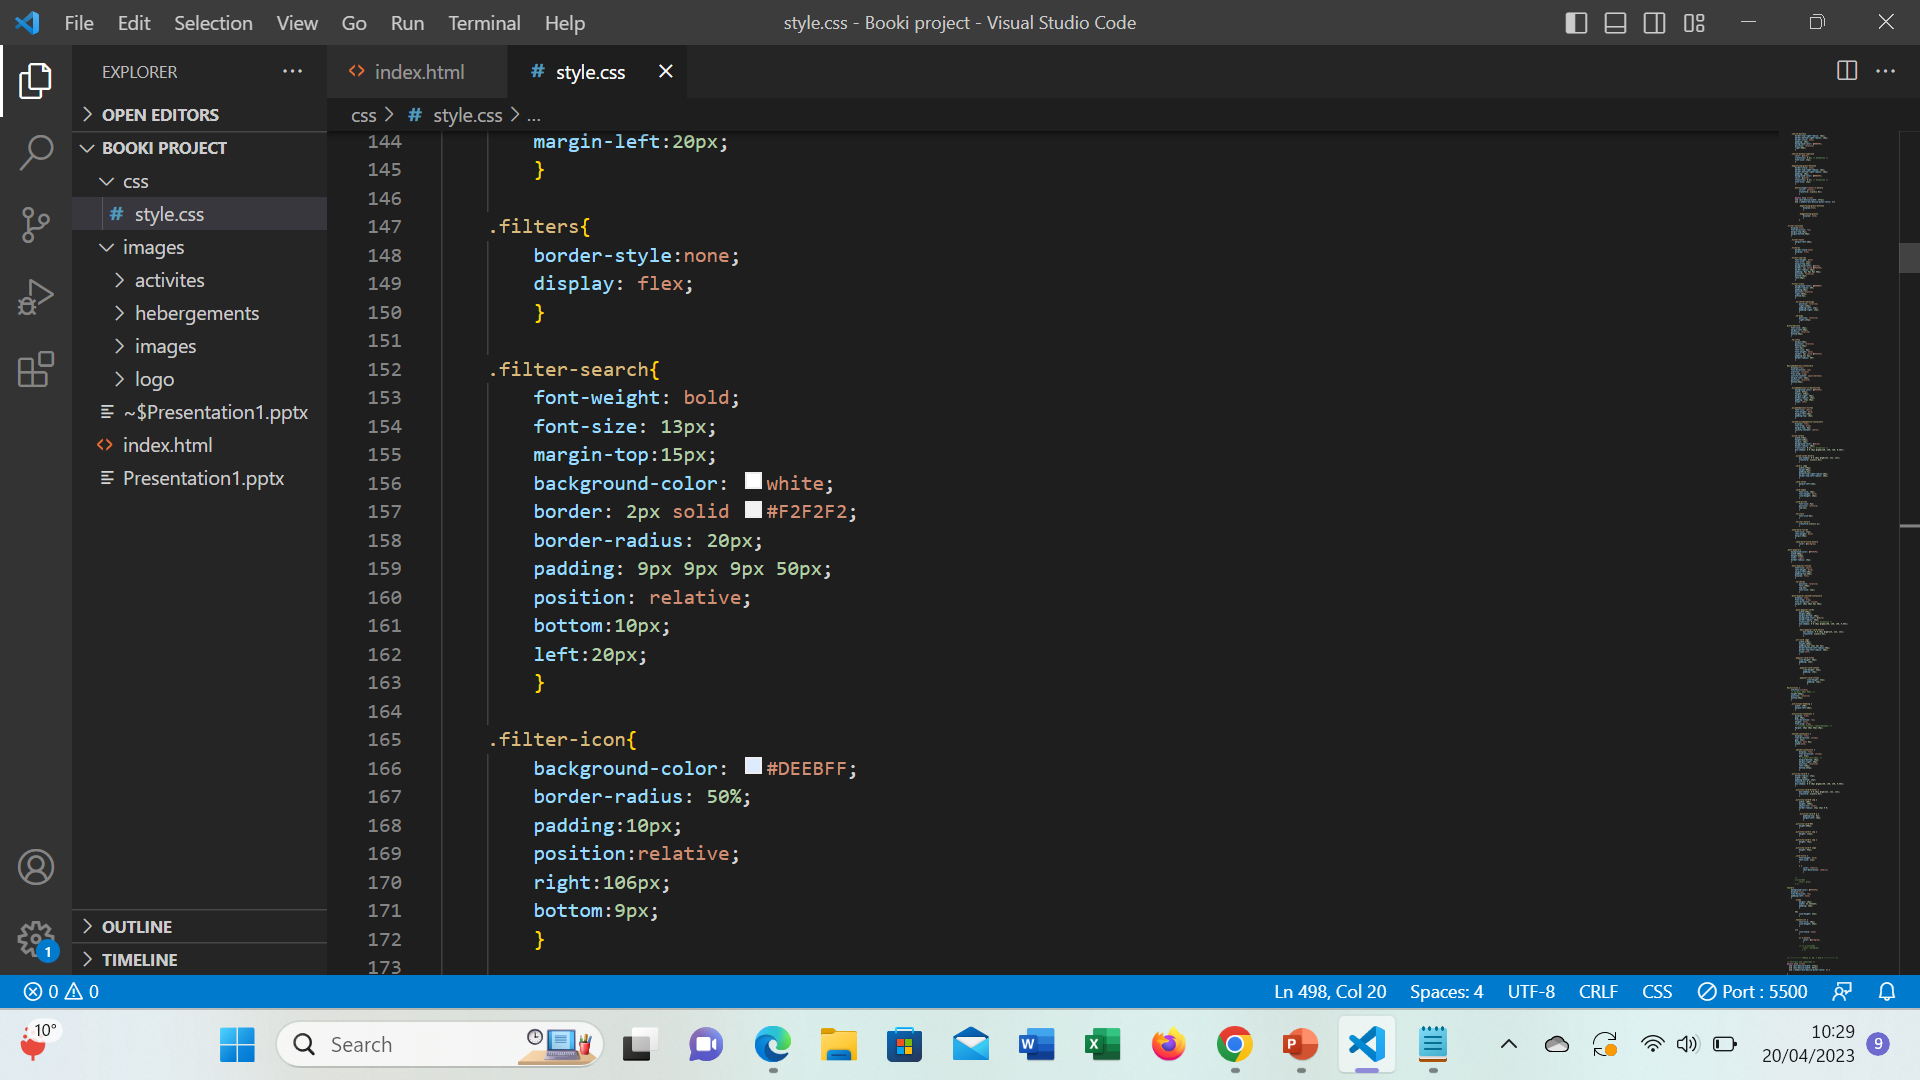 File Edit Selection View Go Run Terminal Help
style.css - Booki project - Visual Studio Code
EXPLORER
index.html
# style.css
OPEN EDITORS
css > # style.css > ...
BOOKI PROJECT
css
# style.css
images
activites
hebergements
images
logo
~$Presentation1.pptx
index.html
Presentation1.pptx
OUTLINE
TIMELINE
144 margin-left:20px;
145 }
146
147 .filters{
148 border-style:none;
149 display: flex;
150 }
151
152 .filter-search{
153 font-weight: bold;
154 font-size: 13px;
155 margin-top:15px;
156 background-color: white;
157 border: 2px solid #F2F2F2;
158 border-radius: 20px;
159 padding: 9px 9px 9px 50px;
160 position: relative;
161 bottom:10px;
162 left:20px;
163 }
164
165 .filter-icon{
166 background-color: #DEEBFF;
167 border-radius: 50%;
168 padding:10px;
169 position:relative;
170 right:106px;
171 bottom:9px;
172 }
173
1
0 0
Ln 498, Col 20 Spaces: 4 UTF-8 CRLF CSS Port : 5500
10°
Search
10:29
20/04/2023
9